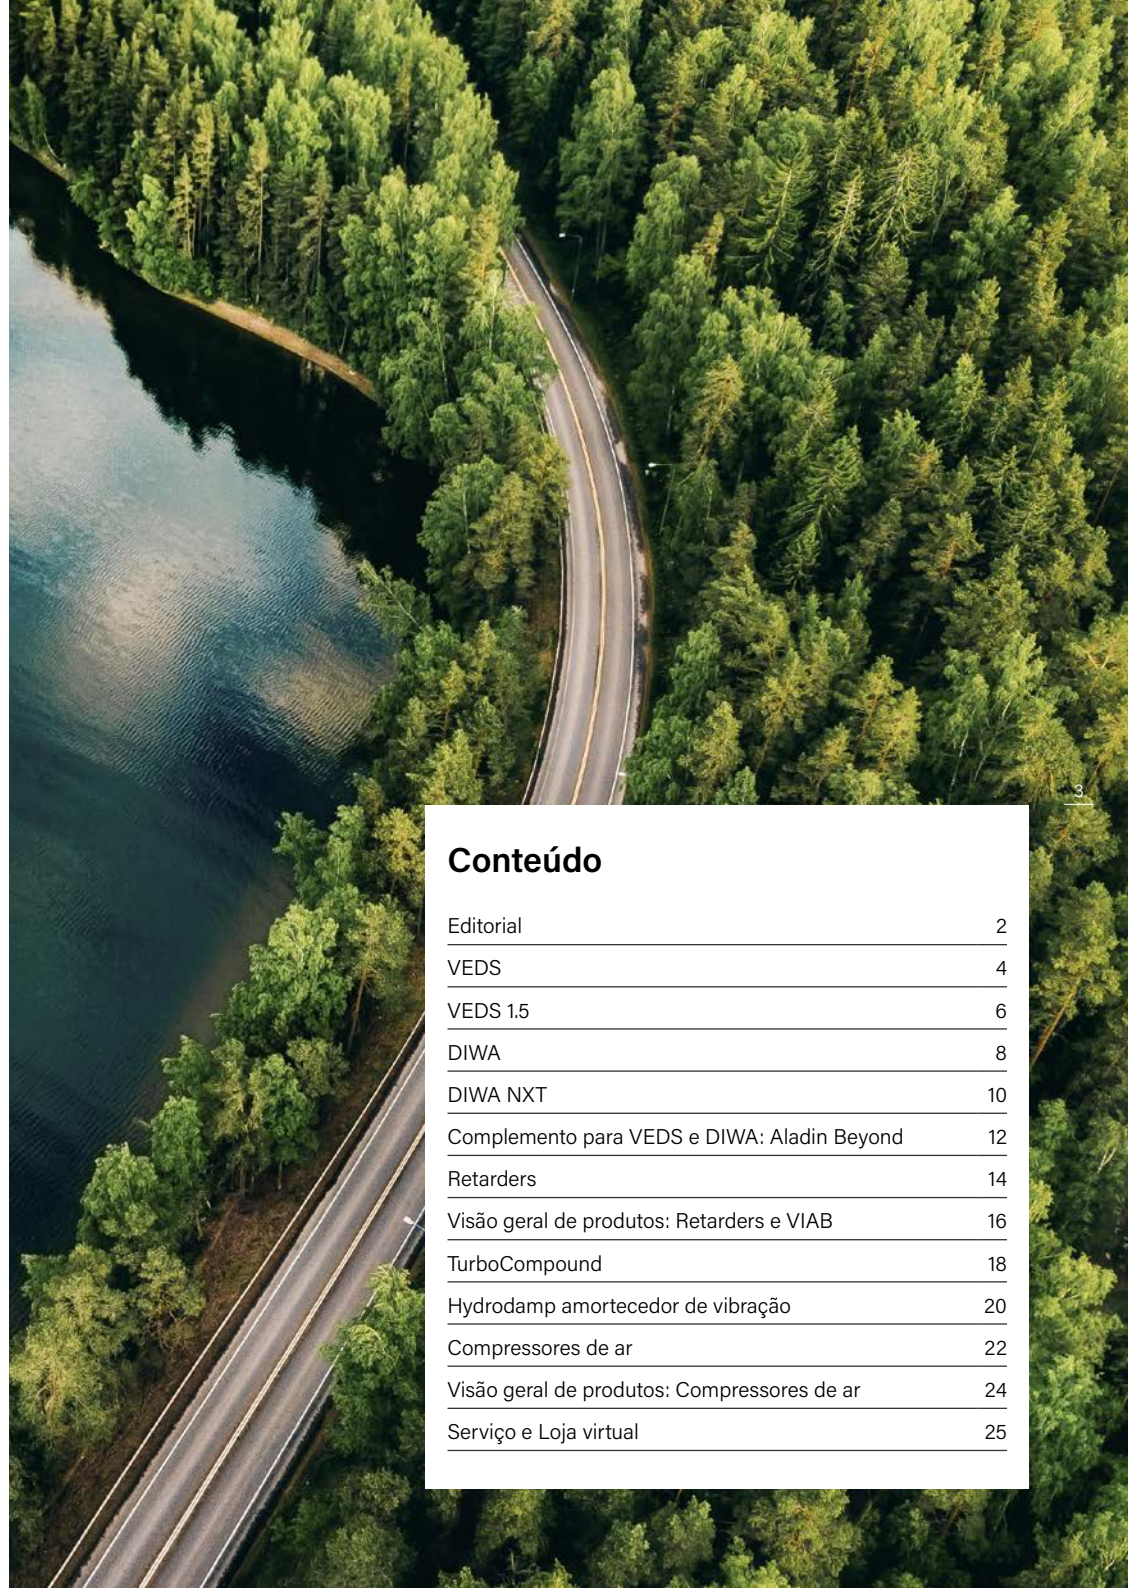 3
Conteúdo
Editorial 2
VEDS 4
VEDS 1.5 6
DIWA 8
DIWA NXT 10
Complemento para VEDS e DIWA: Aladin Beyond 12
Retarders 14
Visão geral de produtos: Retarders e VIAB 16
TurboCompound 18
Hydrodamp amortecedor de vibração 20
Compressores de ar 22
Visão geral de produtos: Compressores de ar 24
Serviço e Loja virtual 25